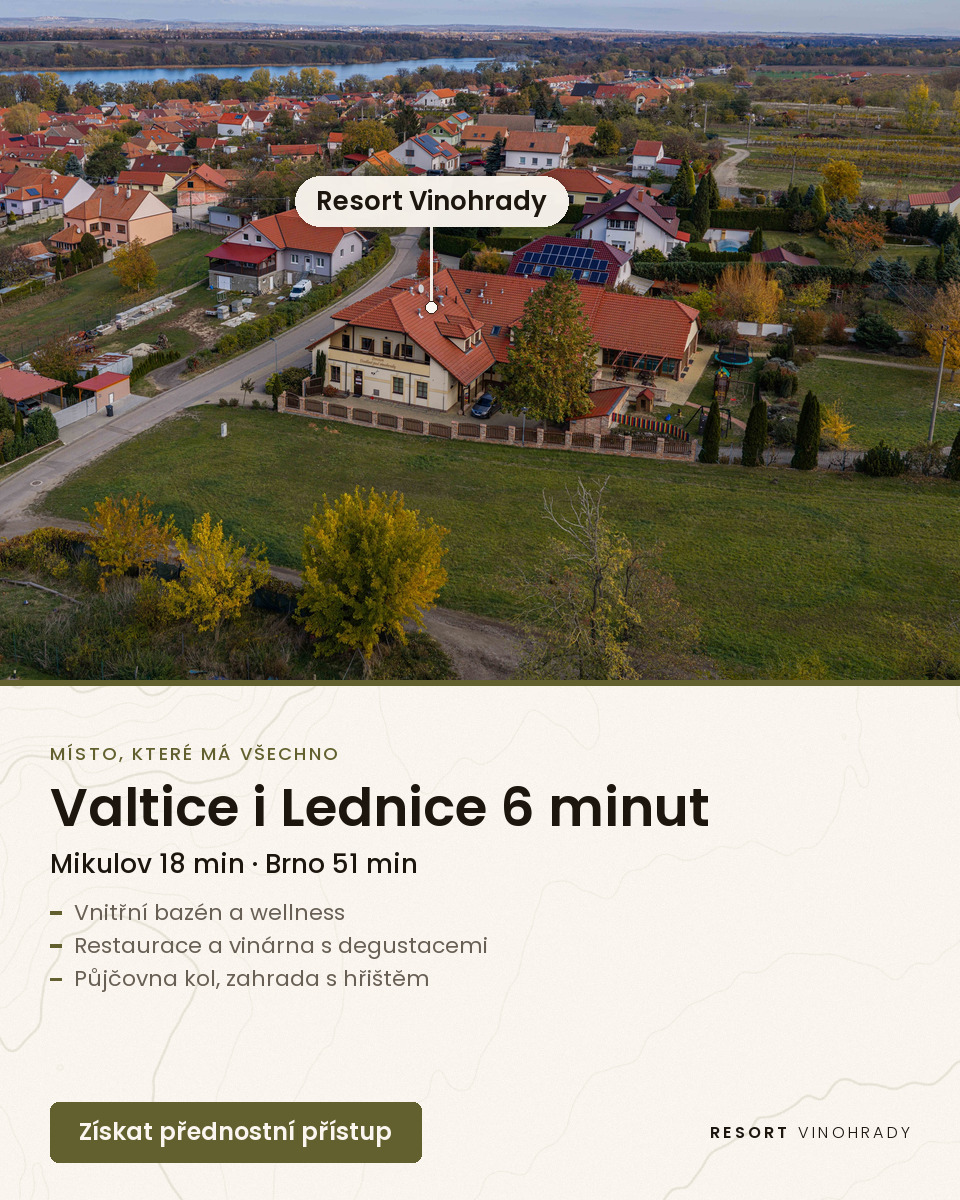 Resort Vinohrady
MÍSTO, KTERÉ MÁ VŠECHNO
Valtice i Lednice 6 minut
Mikulov 18 min · Brno 51 min
Vnitřní bazén a wellness
Restaurace a vinárna s degustacemi
Půjčovna kol, zahrada s hřištěm
Získat přednostní přístup
RESORT VINOHRADY